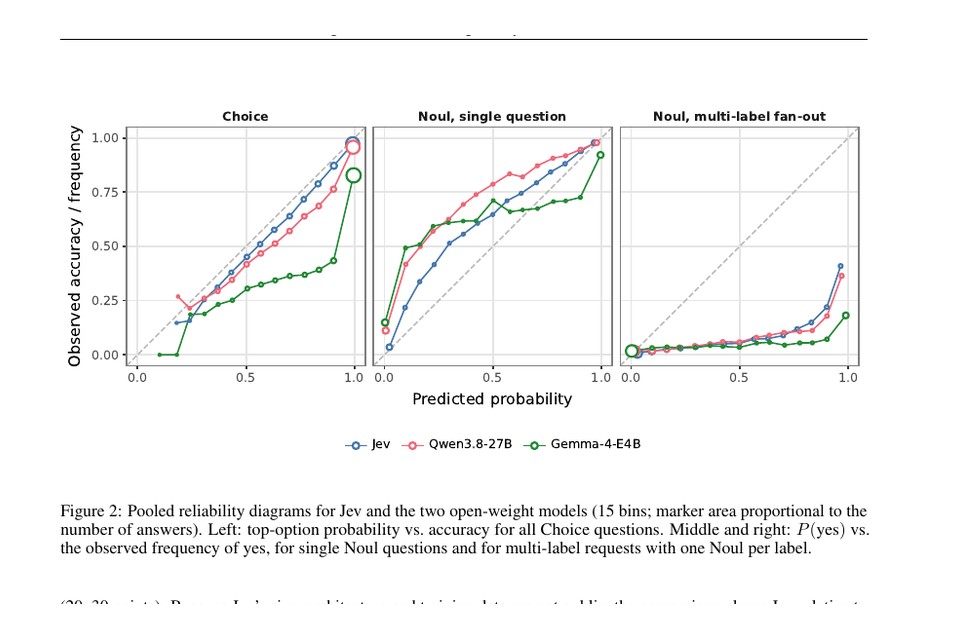 Choice
Noul, single question
Noul, multi-label fan-out
Observed accuracy / frequency
1.00
0.75
0.50
0.25
0.00
0.0 0.5 1.0
0.0 0.5 1.0
0.0 0.5 1.0
Predicted probability
Jev Qwen3.8-27B Gemma-4-E4B
Figure 2: Pooled reliability diagrams for Jev and the two open-weight models (15 bins; marker area proportional to the
number of answers). Left: top-option probability vs. accuracy for all Choice questions. Middle and right: P(yes) vs.
the observed frequency of yes, for single Noul questions and for multi-label requests with one Noul per label.